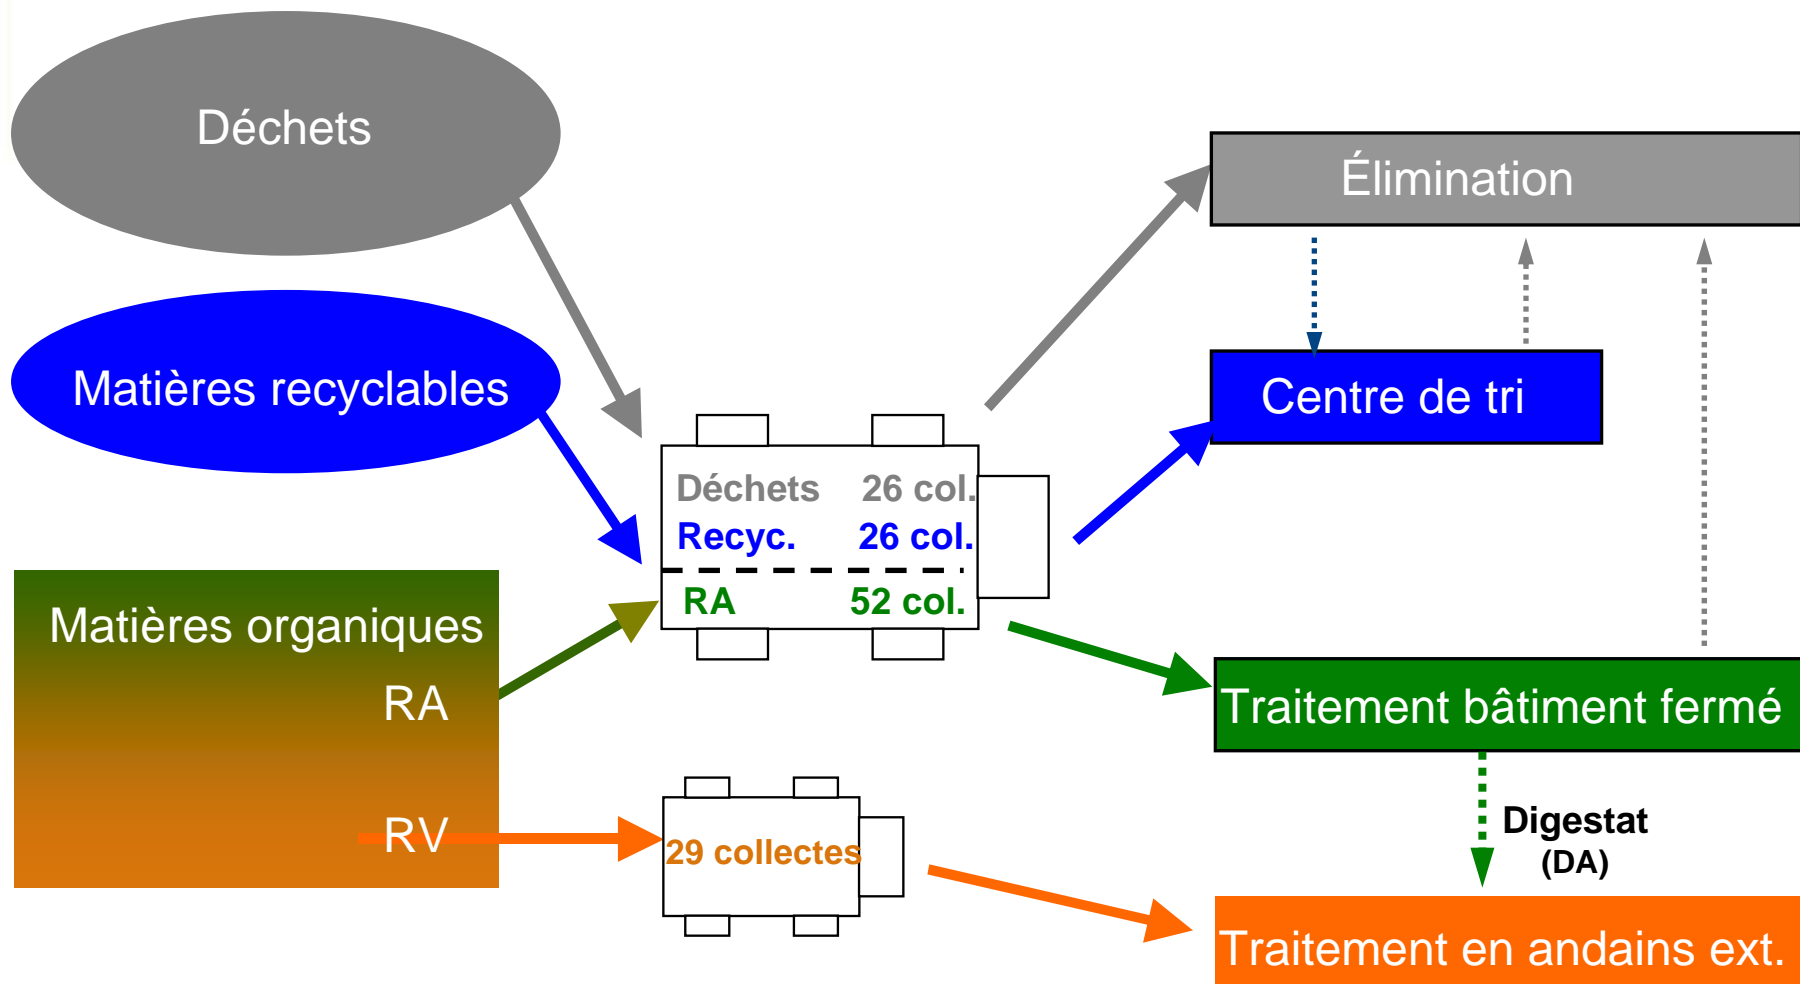 Déchets
Élimination
Matières recyclables
Centre de tri
Déchets 26 col.
Recyc. 26 col.
RA 52 col.
Matières organiques
RA
RV
29 collectes
Traitement bâtiment fermé
Digestat
(DA)
Traitement en andains ext.